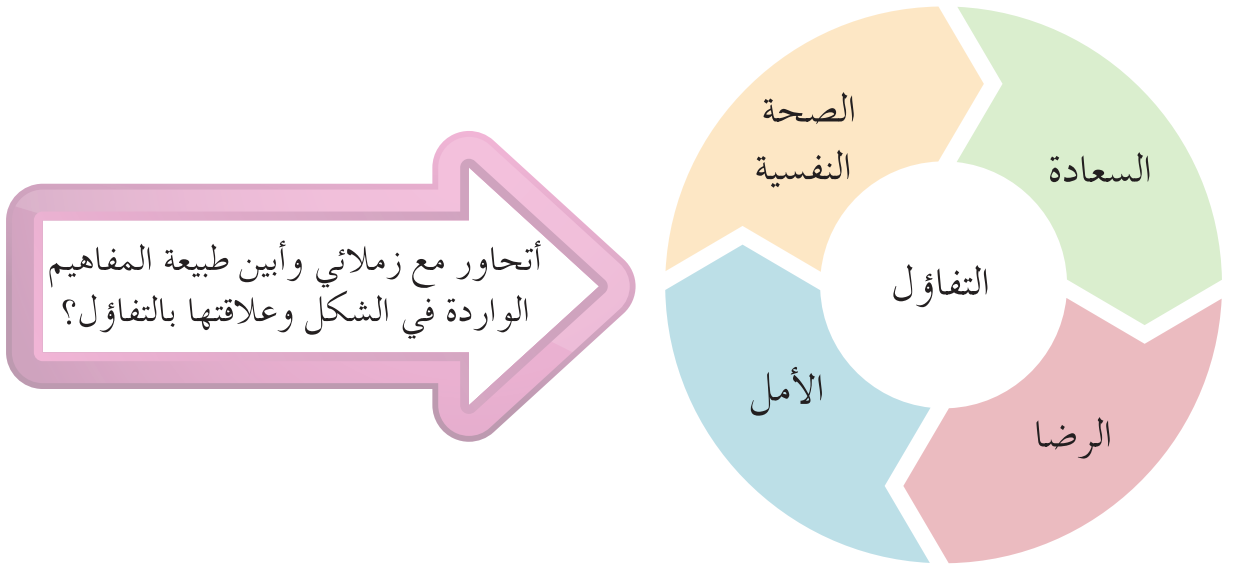 السعادة
الصحة
النفسية
التفاؤل
الأمل
الرضا
أتحاور مع زملائي وأبين طبيعة المفاهيم
الواردة في الشكل وعلاقتها بالتفاؤل؟